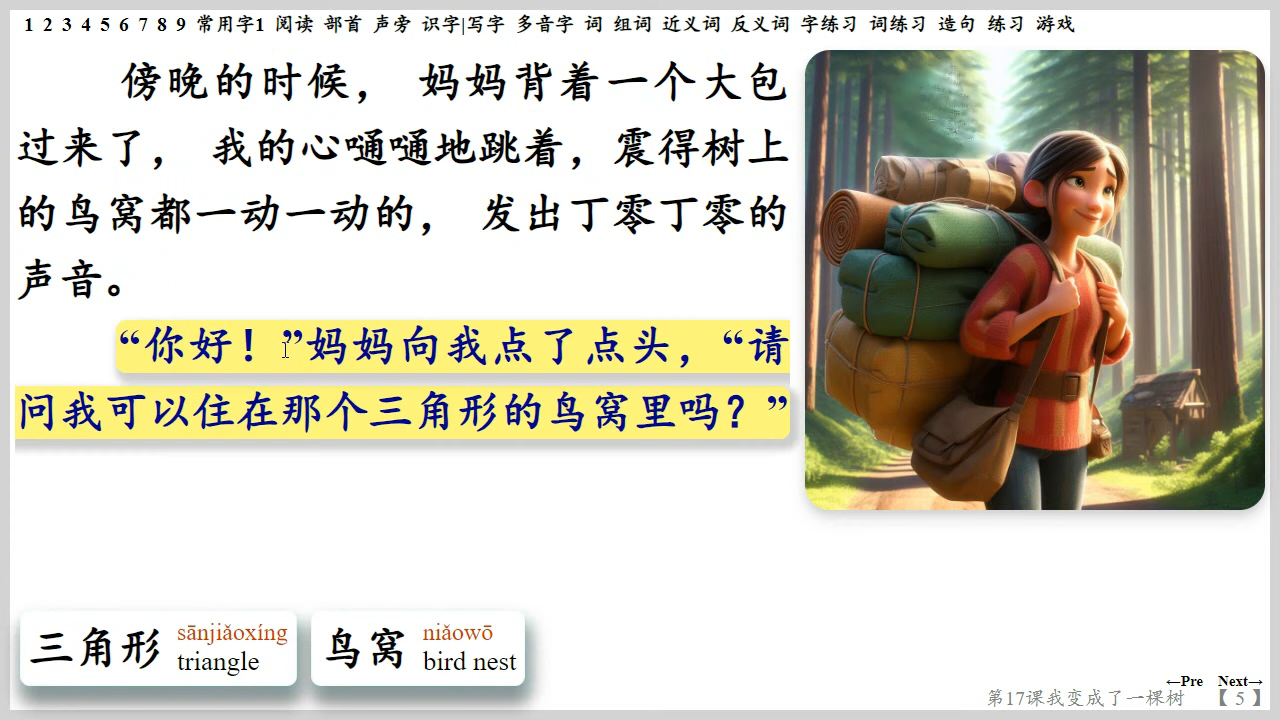 1 2 3 4 5 6 7 8 9 常用字1 阅读 部首 声旁 识字|写字 多音字 词 组词 近义词 反义词 字练习 词练习 造句 练习 游戏
傍晚的时候， 妈妈背着一个大包
过来了， 我的心嗵嗵地跳着，震得树上
的鸟窝都一动一动的， 发出丁零丁零的
声音。
“你好！”妈妈向我点了点头，“请
问我可以住在那个三角形的鸟窝里吗？”
三角形 sānjiǎoxíng
triangle
鸟窝 niǎowō
bird nest
←Pre Next→
第17课我变成了一棵树 【 5 】